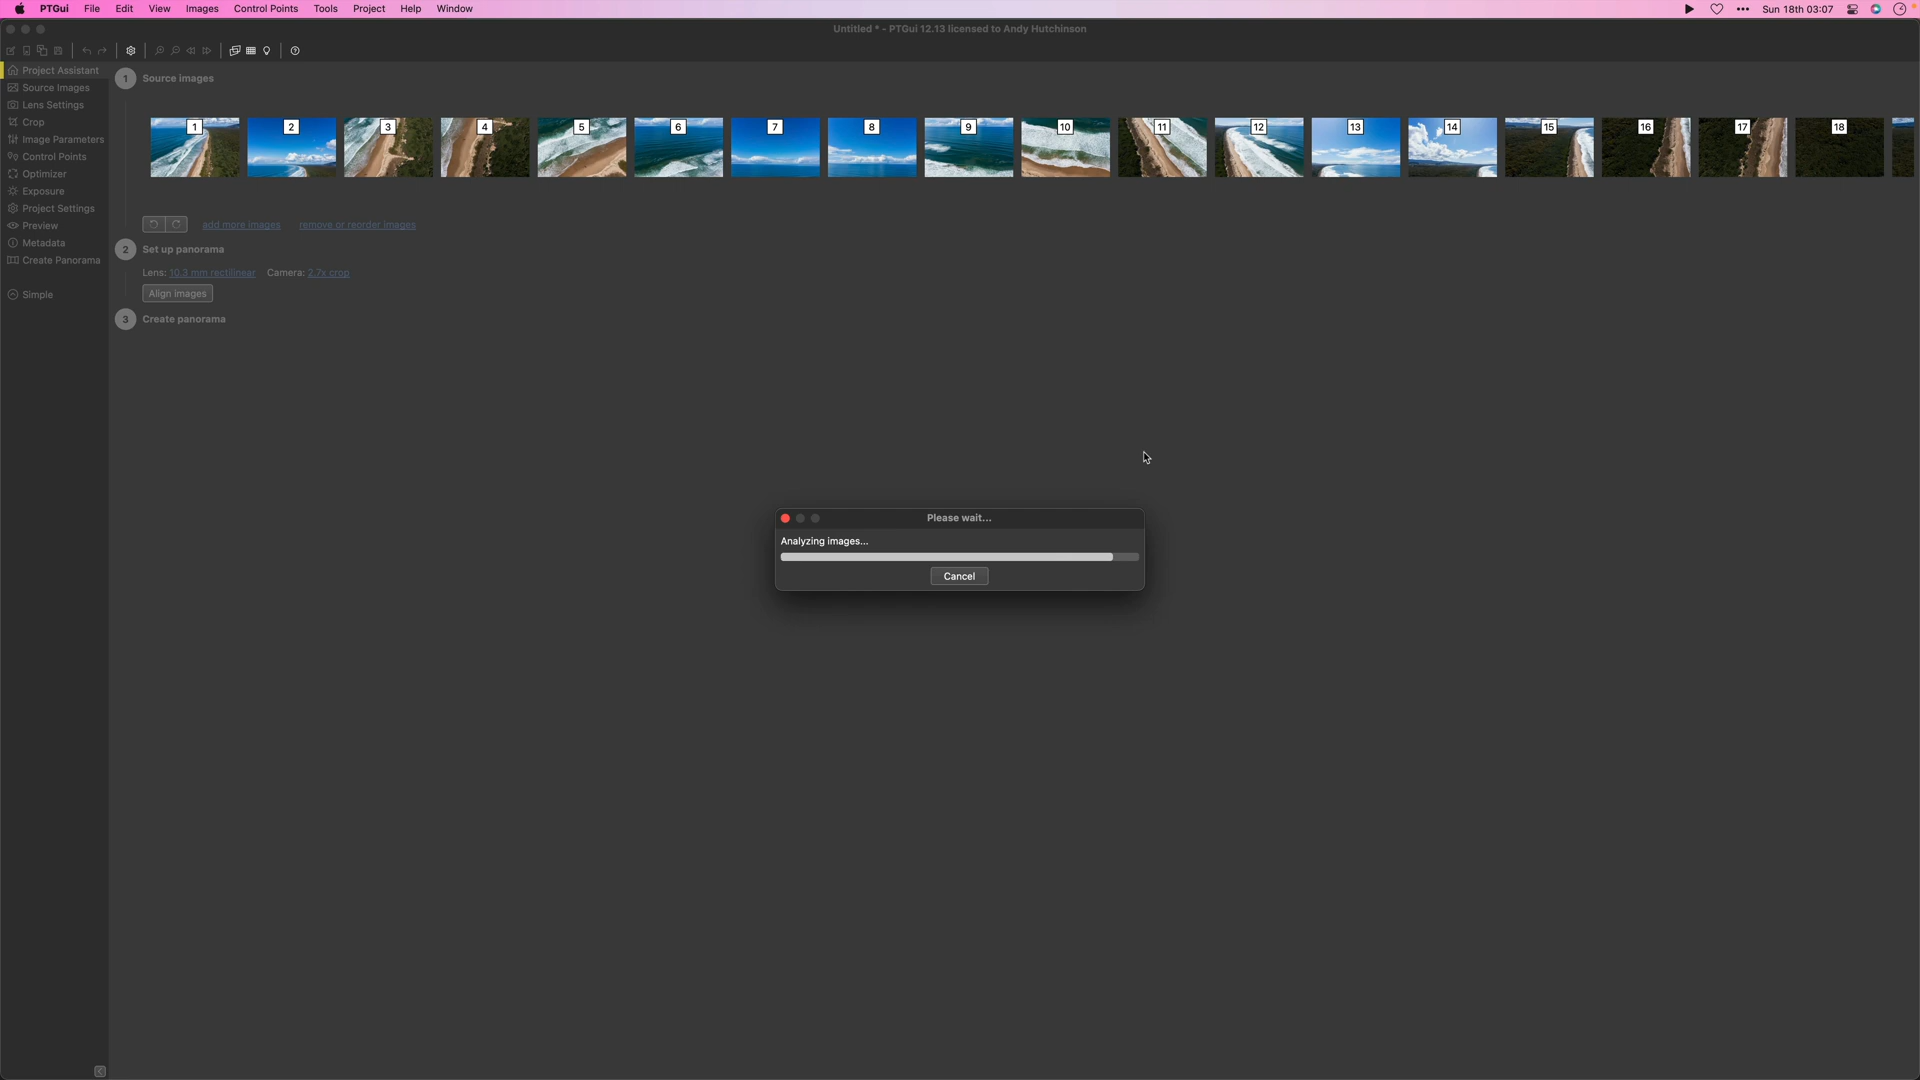 PTGui File Edit View Images Control Points Tools Project Help Window Sun 18th 03:07
Untitled * - PTGui 12.13 licensed to Andy Hutchinson
Project Assistant
Source Images
Lens Settings
Crop
Image Parameters
Control Points
Optimizer
Exposure
Project Settings
Preview
Metadata
Create Panorama
Simple
1 Source images
1 2 3 4 5 6 7 8 9 10 11 12 13 14 15 16 17 18
add more images remove or reorder images
2 Set up panorama
Lens: 10.3 mm rectilinear Camera: 2.7x crop
Align images
3 Create panorama
Please wait...
Analyzing images...
Cancel